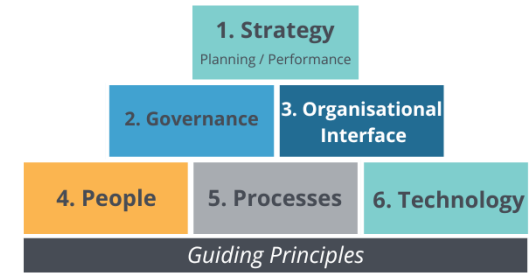 1. Strategy
Planning / Performance
2. Governance
3. Organisational
Interface
4. People
5. Processes
6. Technology
Guiding Principles